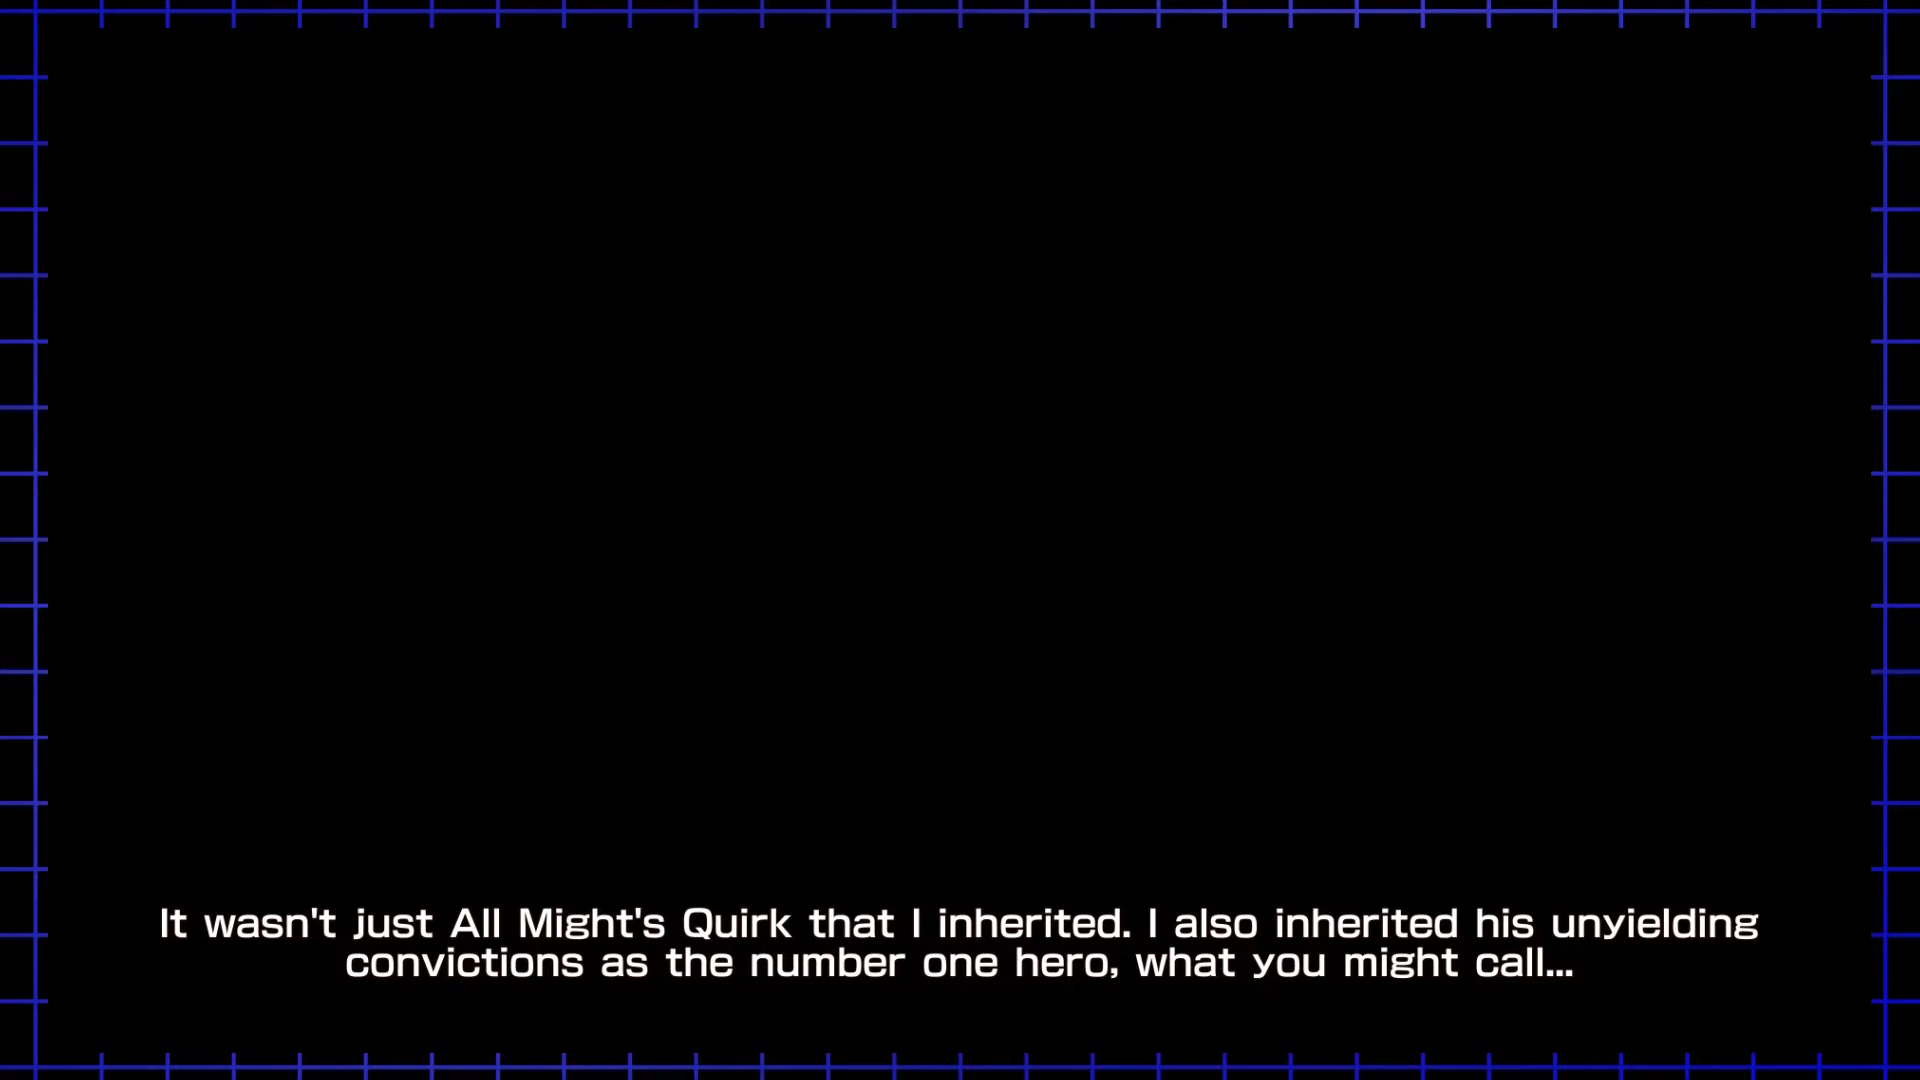 It wasn't just All Might's Quirk that I inherited. I also inherited his unyielding
convictions as the number one hero, what you might call...